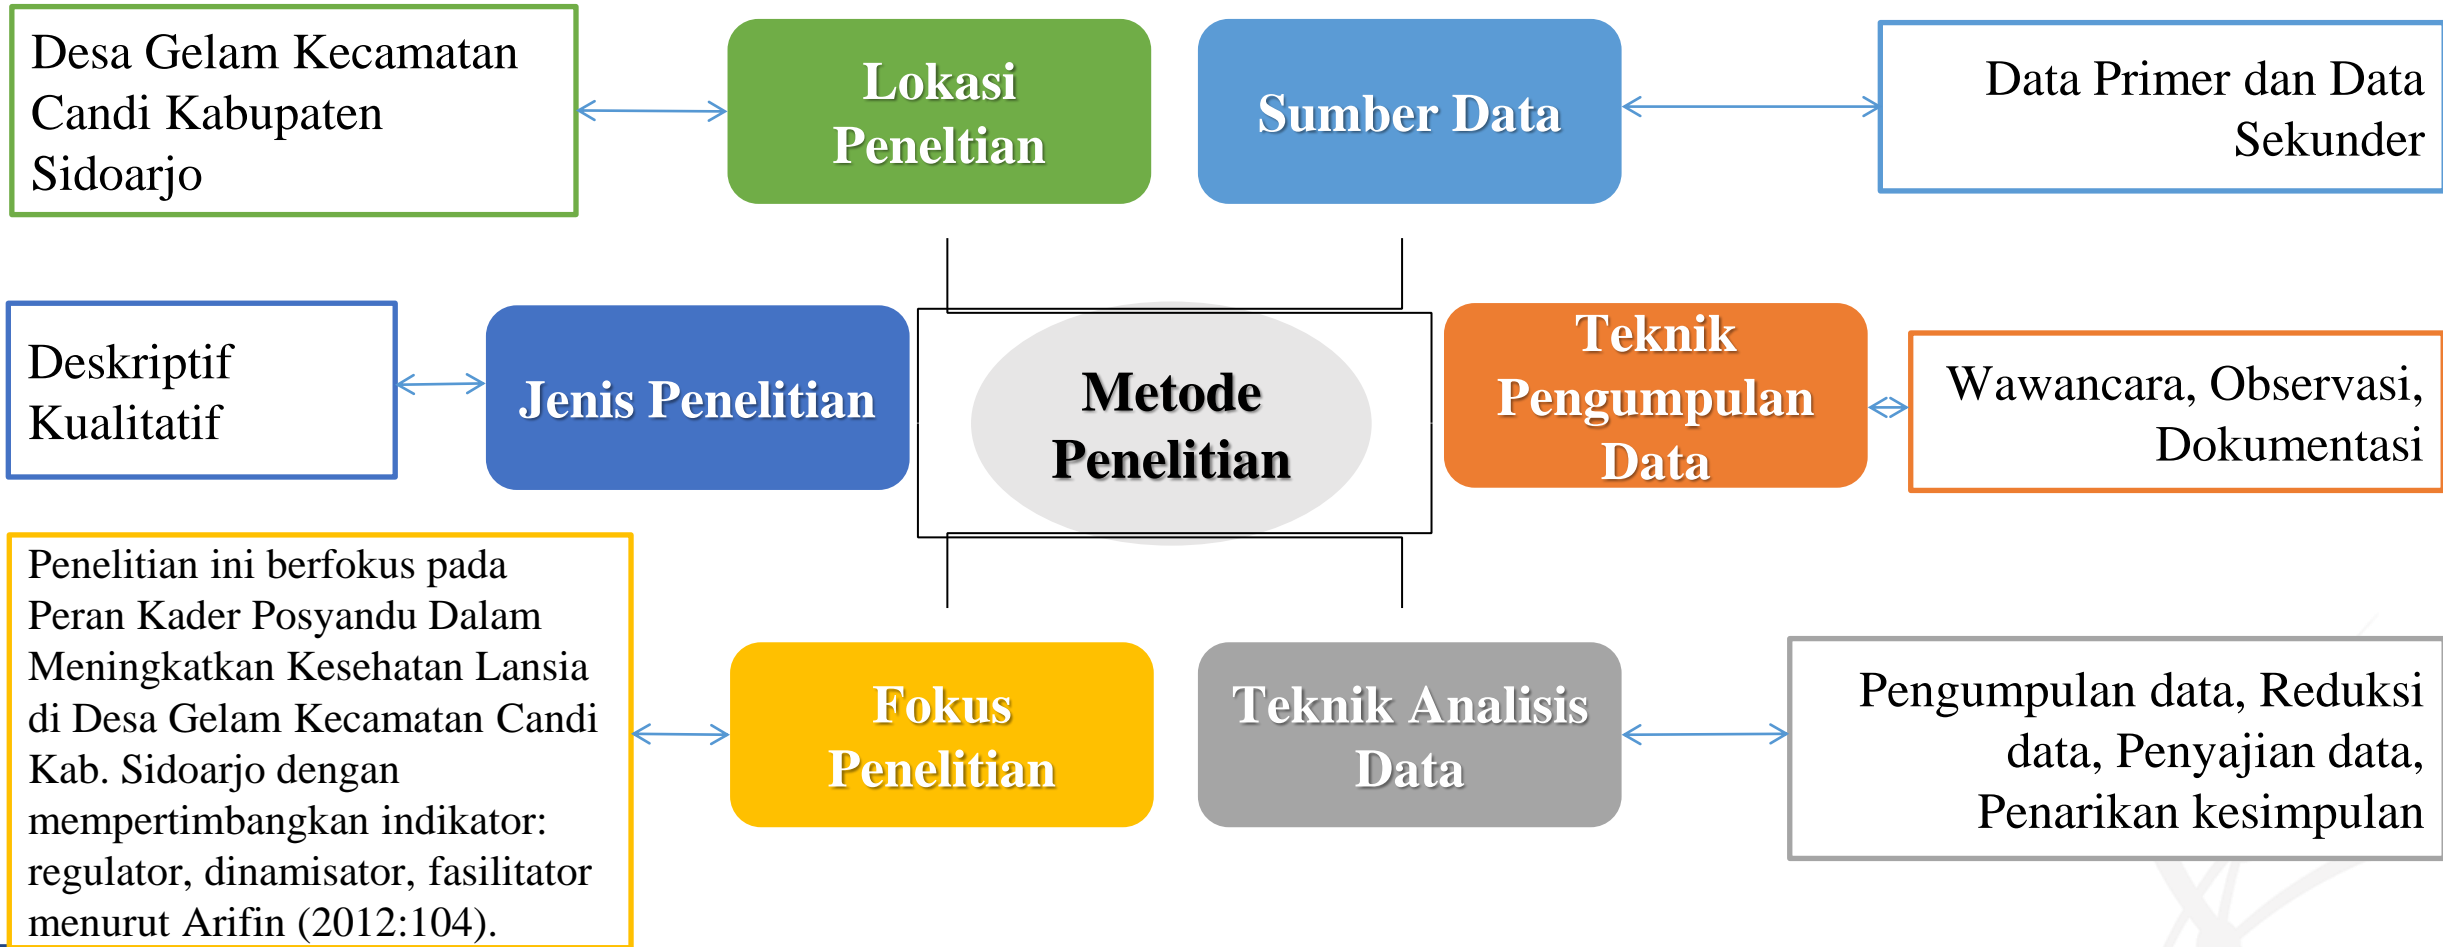 Desa Gelam Kecamatan
Candi Kabupaten
Sidoarjo
Lokasi
Peneltian
Sumber Data
Data Primer dan Data
Sekunder
Deskriptif
Kualitatif
Jenis Penelitian
Metode
Penelitian
Teknik
Pengumpulan
Data
Wawancara, Observasi,
Dokumentasi
Penelitian ini berfokus pada
Peran Kader Posyandu Dalam
Meningkatkan Kesehatan Lansia
di Desa Gelam Kecamatan Candi
Kab. Sidoarjo dengan
mempertimbangkan indikator:
regulator, dinamisator, fasilitator
menurut Arifin (2012:104).
Fokus
Penelitian
Teknik Analisis
Data
Pengumpulan data, Reduksi
data, Penyajian data,
Penarikan kesimpulan